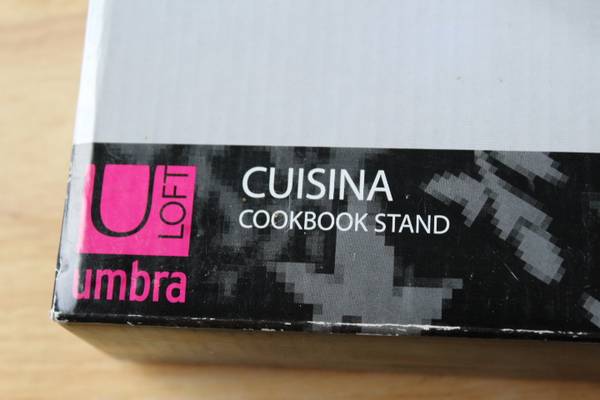 U LOFT
umbra
CUISINA
COOKBOOK STAND